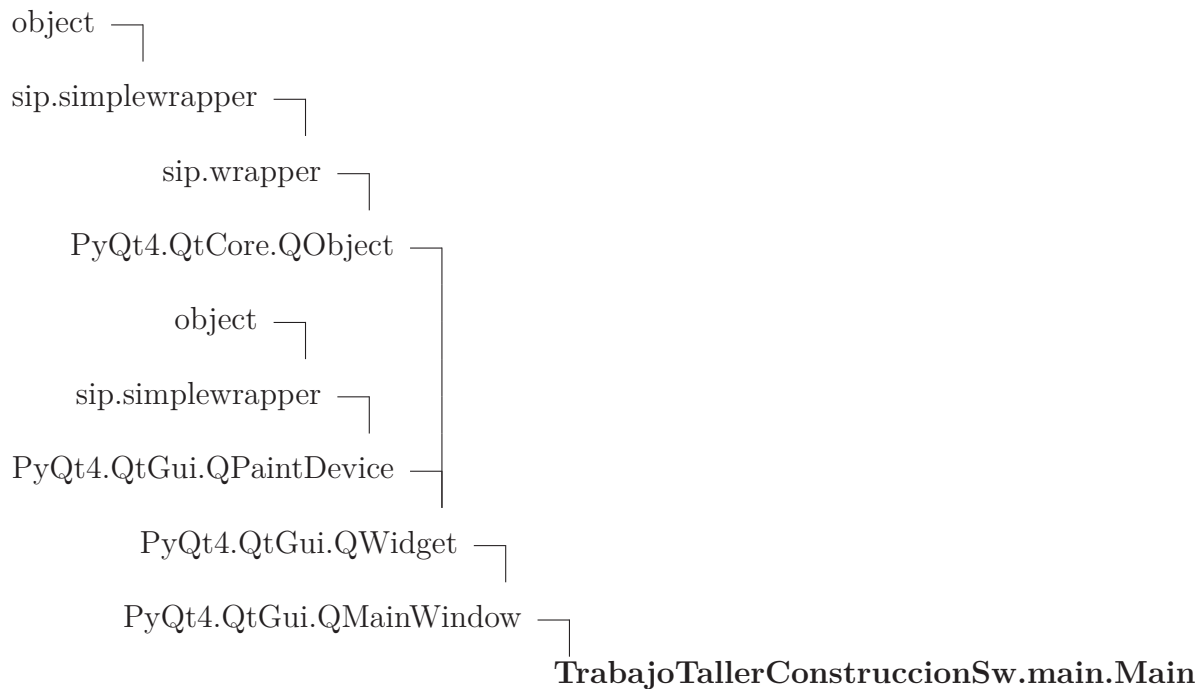 object
sip.simplewrapper
sip.wrapper
PyQt4.QtCore.QObject
object
sip.simplewrapper
PyQt4.QtGui.QPaintDevice
PyQt4.QtGui.QWidget
PyQt4.QtGui.QMainWindow
TrabajoTallerConstruccionSw.main.Main